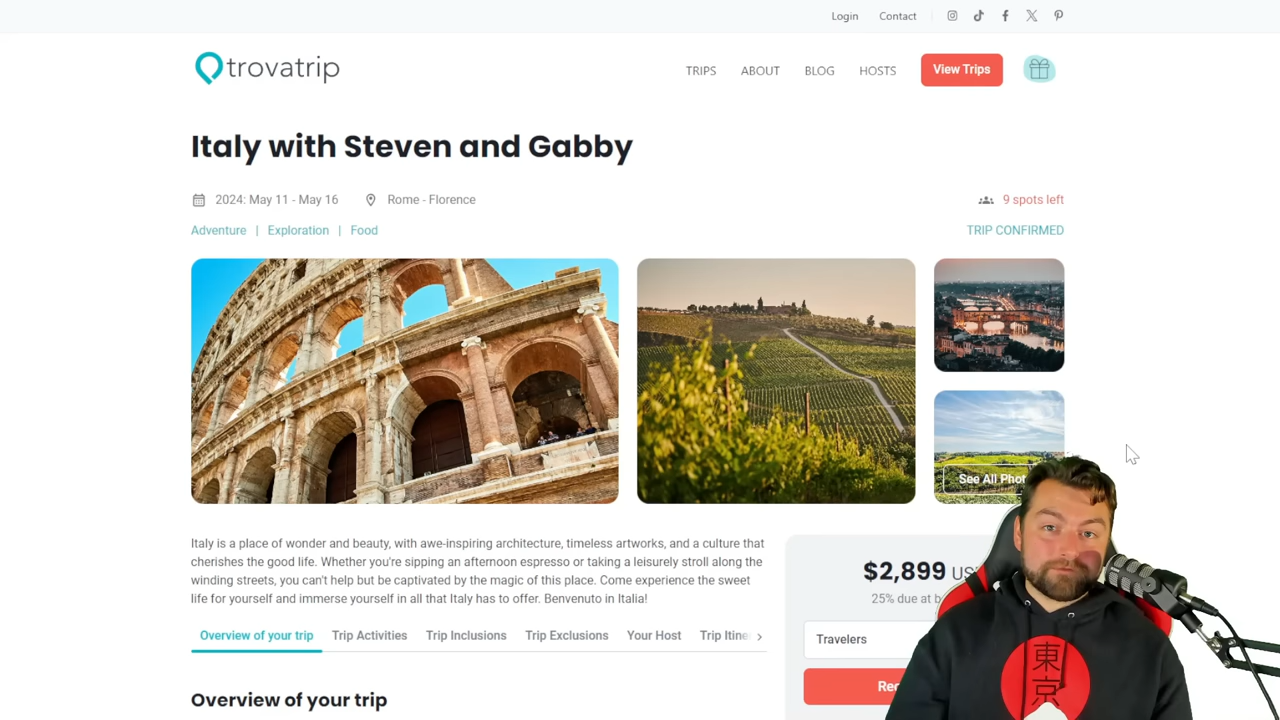 Login Contact
trovatrip
TRIPS ABOUT BLOG HOSTS View Trips
Italy with Steven and Gabby
2024: May 11 - May 16 Rome - Florence 9 spots left
Adventure | Exploration | Food TRIP CONFIRMED
See All Phot
Italy is a place of wonder and beauty, with awe-inspiring architecture, timeless artworks, and a culture that
cherishes the good life. Whether you're sipping an afternoon espresso or taking a leisurely stroll along the
winding streets, you can't help but be captivated by the magic of this place. Come experience the sweet
life for yourself and immerse yourself in all that Italy has to offer. Benvenuto in Italia!
$2,899 US
25% due at b
Travelers
Overview of your trip Trip Activities Trip Inclusions Trip Exclusions Your Host Trip Itine
Overview of your trip
東
京